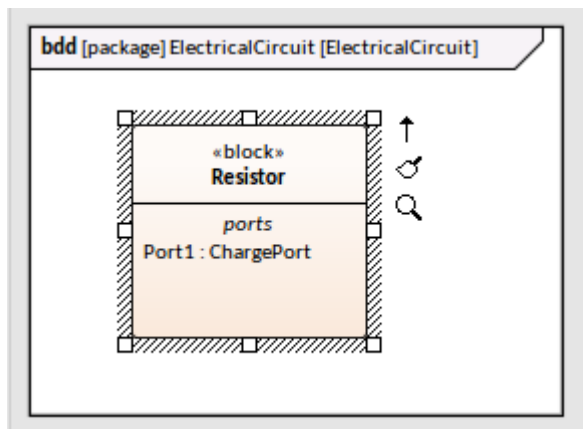 bdd [package] ElectricalCircuit [ElectricalCircuit]
«block»
Resistor
ports
Port1 : ChargePort